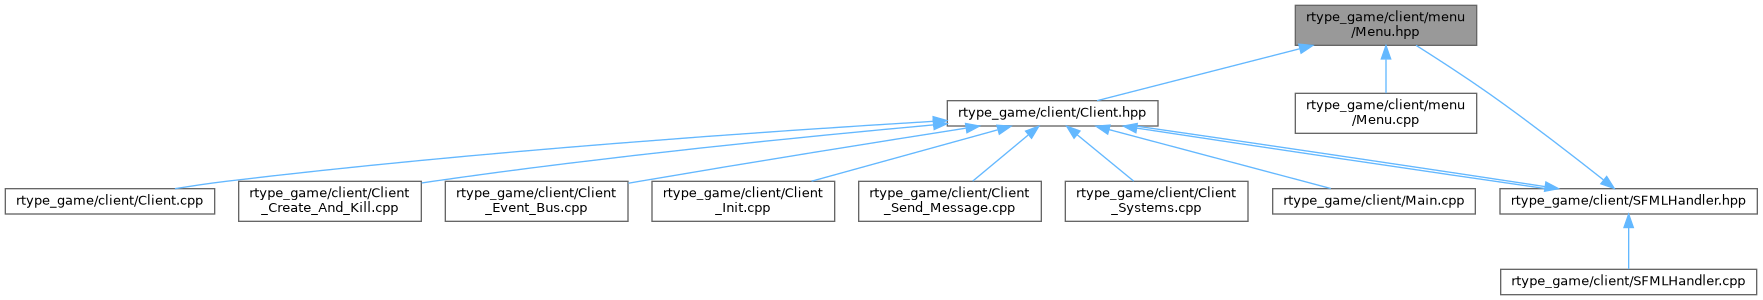 rtype_game/client/menu
/Menu.hpp
rtype_game/client/Client.hpp
rtype_game/client/menu
/Menu.cpp
rtype_game/client/Client.cpp
rtype_game/client/Client
_Create_And_Kill.cpp
rtype_game/client/Client
_Event_Bus.cpp
rtype_game/client/Client
_Init.cpp
rtype_game/client/Client
_Send_Message.cpp
rtype_game/client/Client
_Systems.cpp
rtype_game/client/Main.cpp
rtype_game/client/SFMLHandler.hpp
rtype_game/client/SFMLHandler.cpp